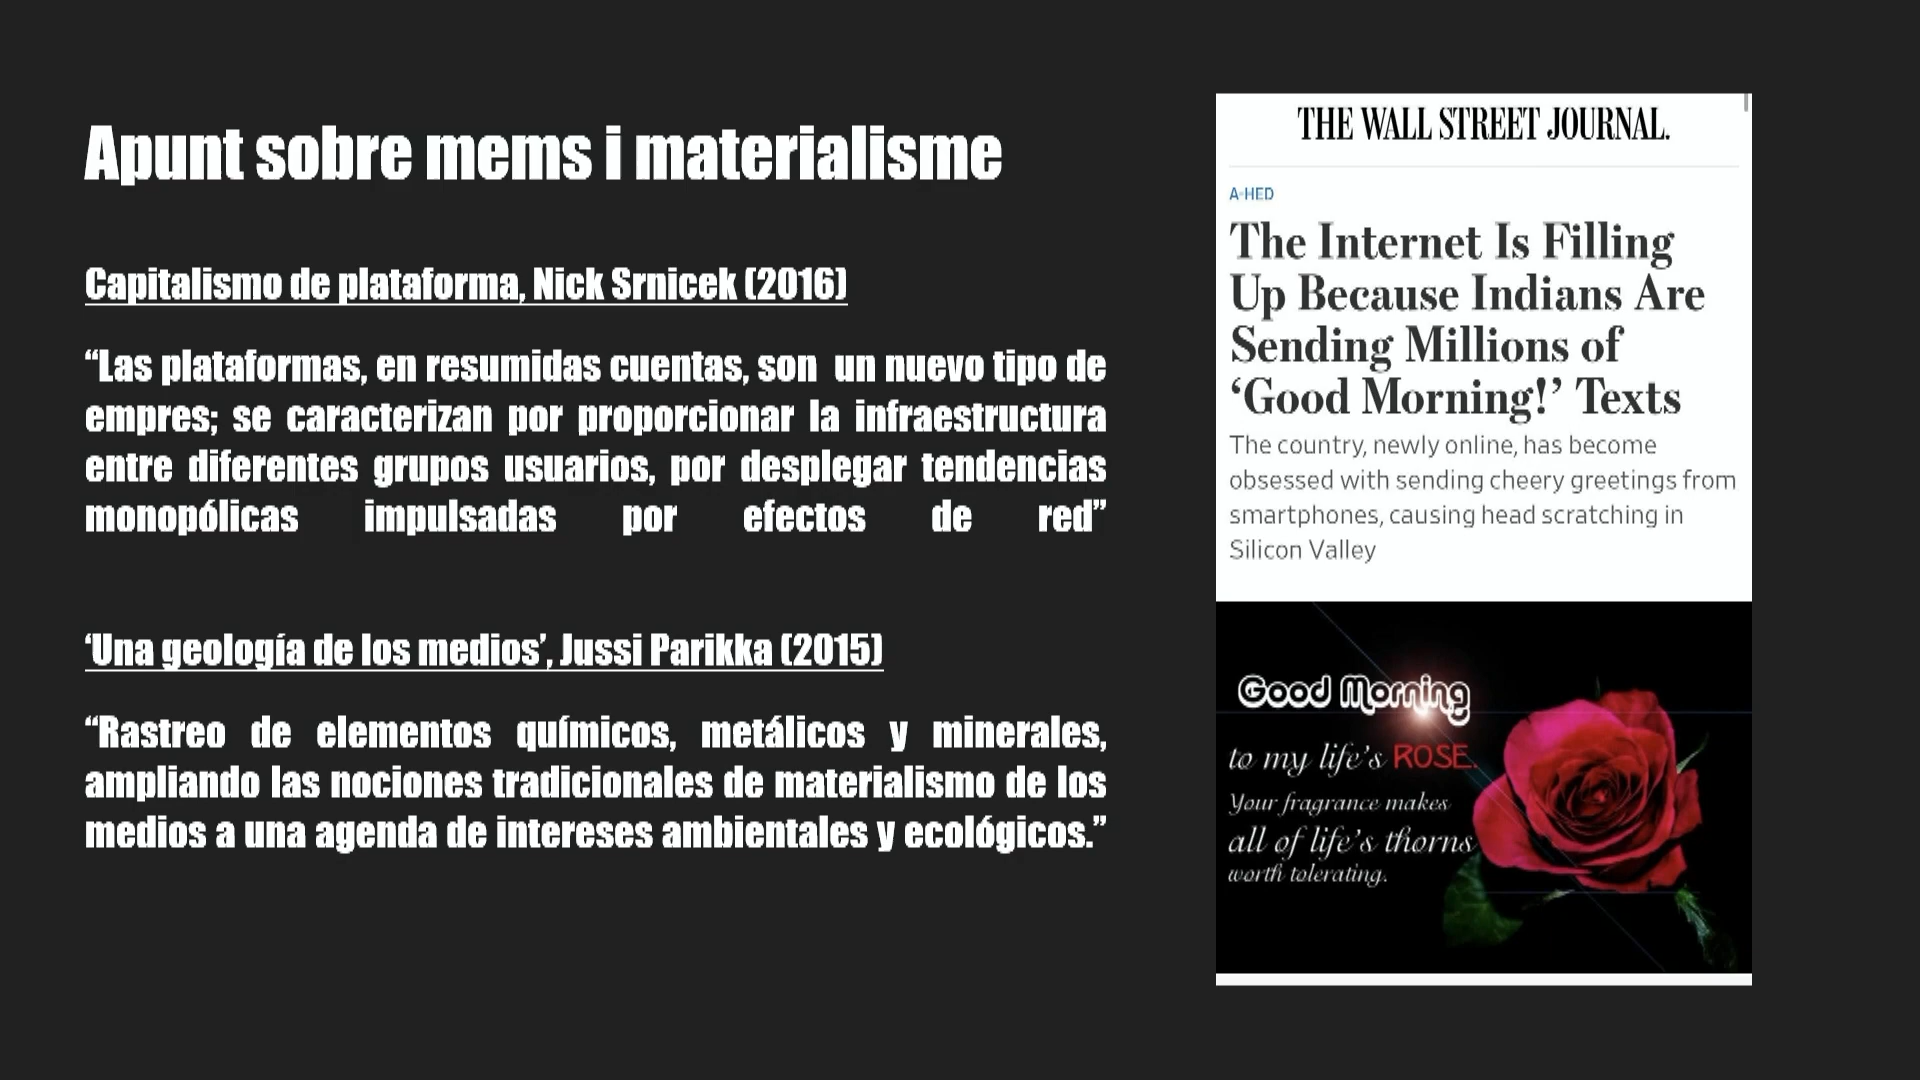 Apunt sobre mems i materialisme
Capitalismo de plataforma, Nick Srnicek (2016)
“Las plataformas, en resumidas cuentas, son un nuevo tipo de
empres; se caracterizan por proporcionar la infraestructura
entre diferentes grupos usuarios, por desplegar tendencias
monopólicas impulsadas por efectos de red”
‘Una geología de los medios’, Jussi Parikka (2015)
“Rastreo de elementos químicos, metálicos y minerales,
ampliando las nociones tradicionales de materialismo de los
medios a una agenda de intereses ambientales y ecológicos.”
THE WALL STREET JOURNAL.
A-HED
The Internet Is Filling
Up Because Indians Are
Sending Millions of
‘Good Morning!’ Texts
The country, newly online, has become
obsessed with sending cheery greetings from
smartphones, causing head scratching in
Silicon Valley
Good Morning
to my life’s ROSE.
Your fragrance makes
all of life’s thorns
worth tolerating.